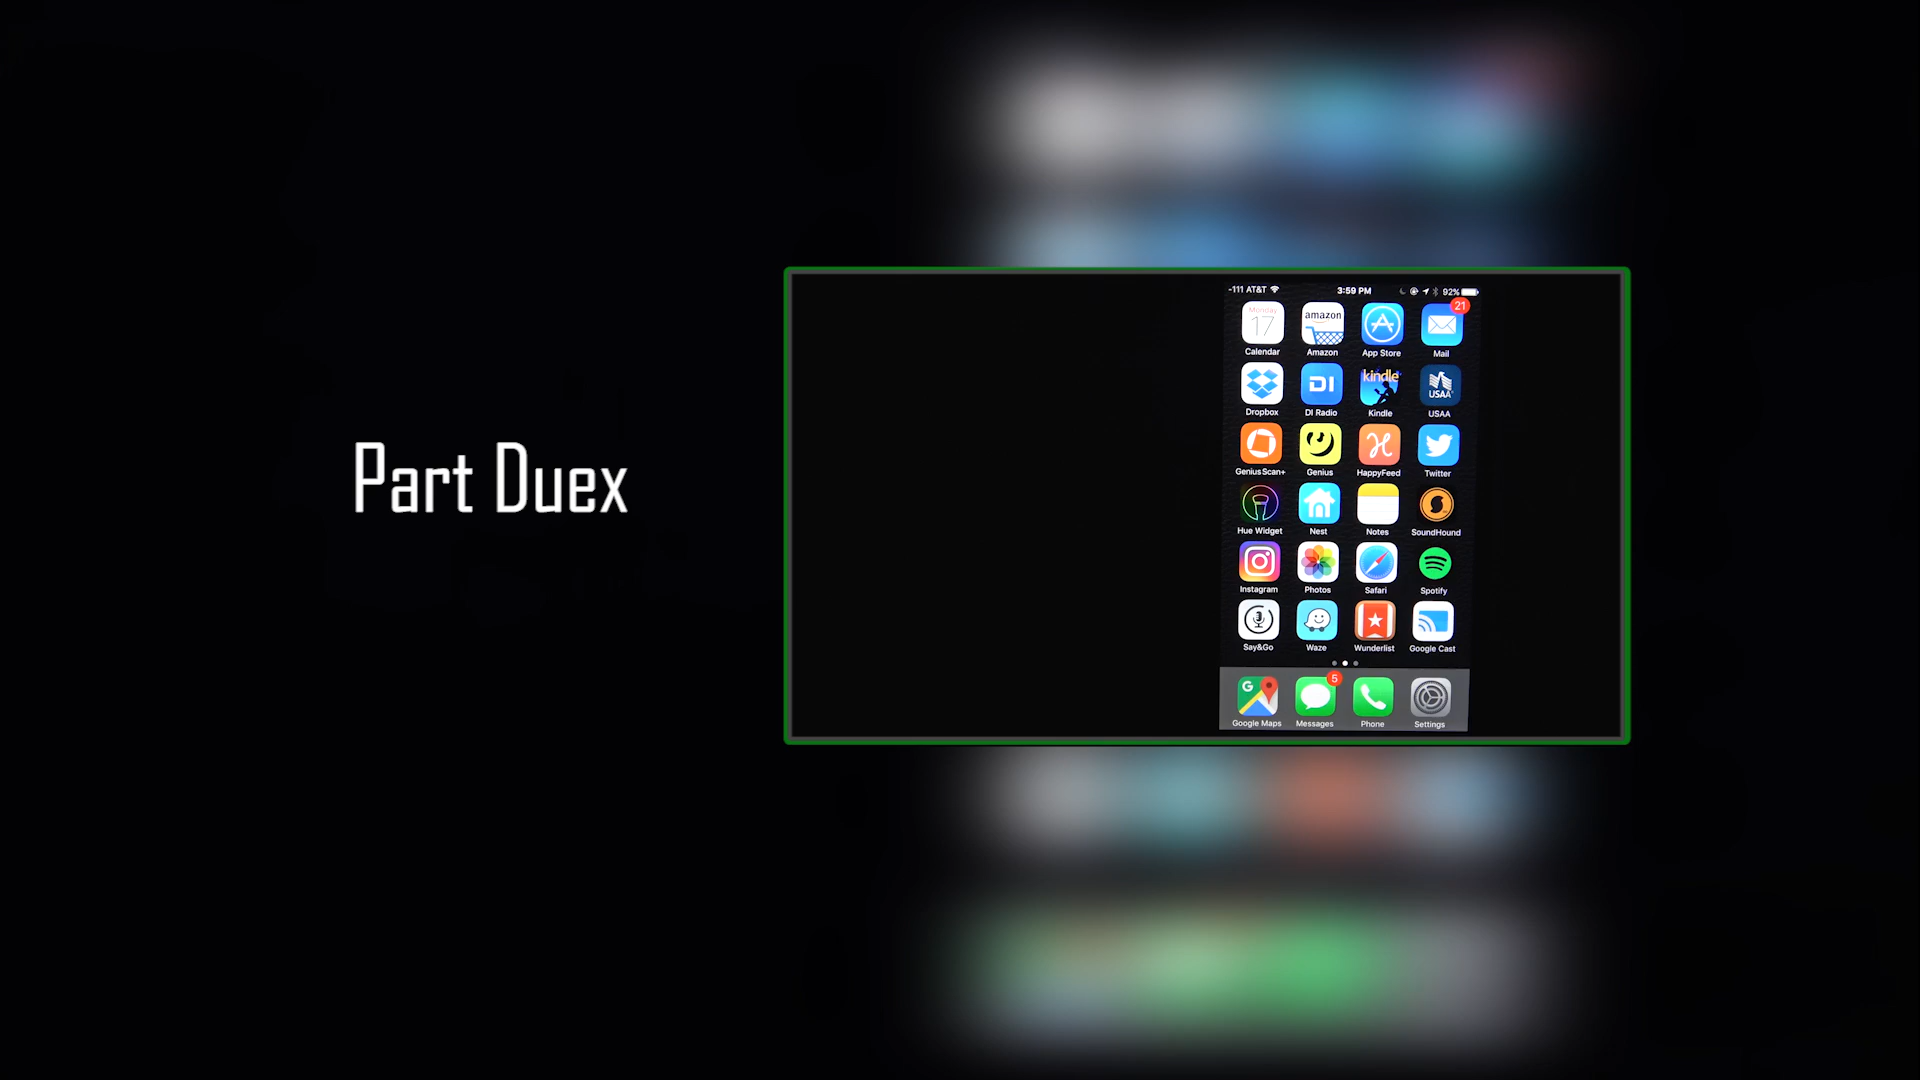 Part Duex
-111 AT&T 3:59 PM 92%
Monday
17 amazon 21
Calendar Amazon App Store Mail
DI kindle USAA
Dropbox DI Radio Kindle USAA
Genius Scan+ Genius HappyFeed Twitter
Hue Widget Nest Notes SoundHound
Instagram Photos Safari Spotify
Say&Go Waze Wunderlist Google Cast
G 5
Google Maps Messages Phone Settings